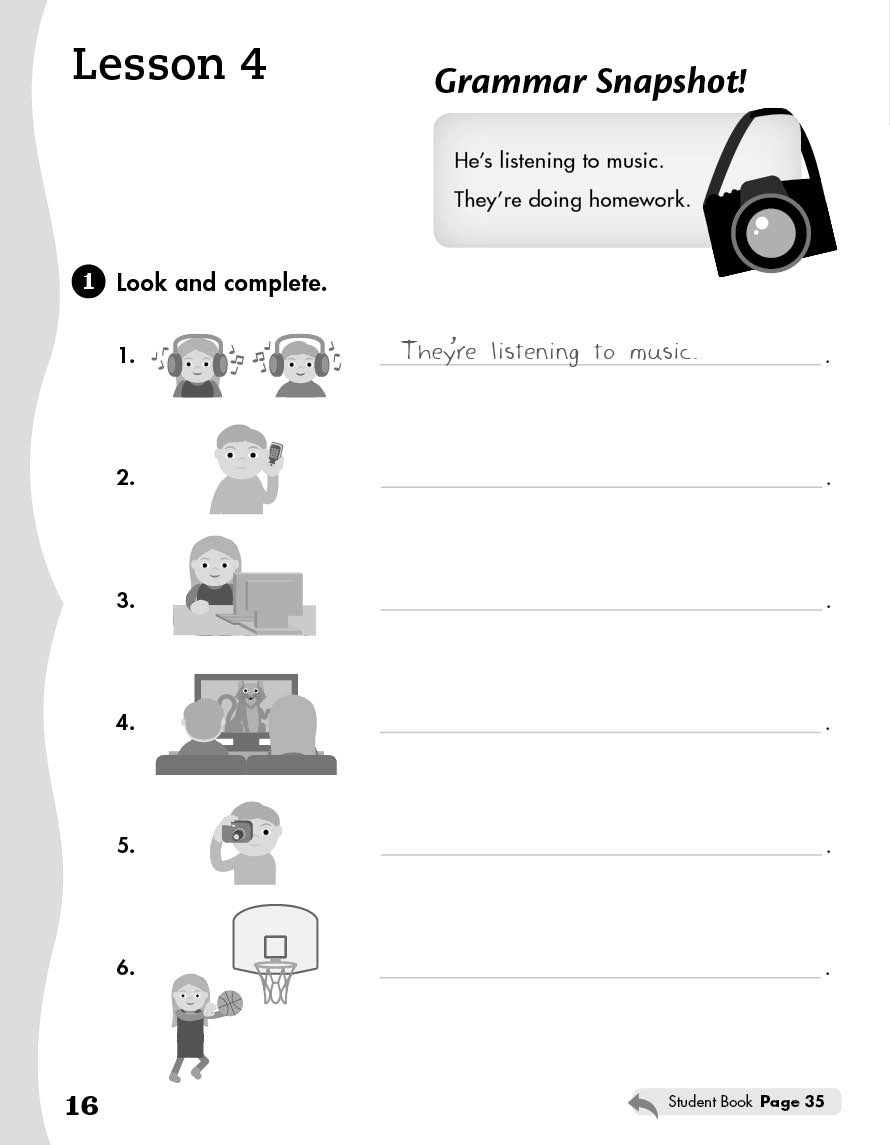 Lesson 4
Grammar Snapshot!
He's listening to music.
They're doing homework.
1 Look and complete.
1. They're listening to music. .
2. .
3. .
4. .
5. .
6. .
16
Student Book Page 35